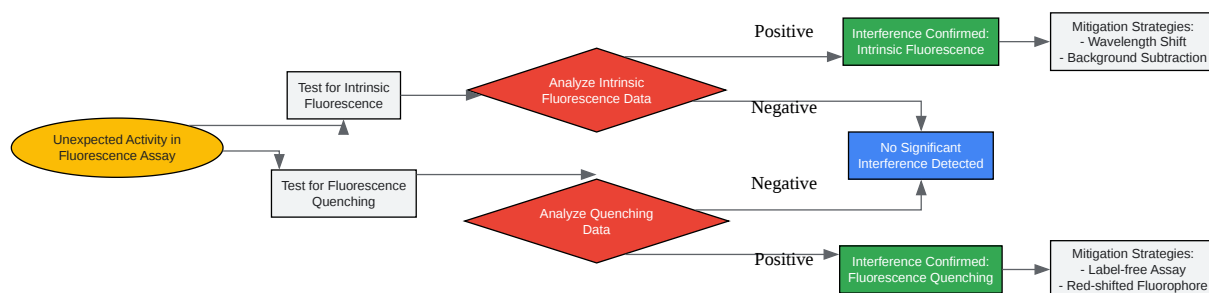 Unexpected Activity in
Fluorescence Assay
Test for Intrinsic
Fluorescence
Test for Fluorescence
Quenching
Analyze Intrinsic
Fluorescence Data
Analyze Quenching
Data
Positive
Negative
Negative
Positive
Interference Confirmed:
Intrinsic Fluorescence
No Significant
Interference Detected
Interference Confirmed:
Fluorescence Quenching
Mitigation Strategies:
- Wavelength Shift
- Background Subtraction
Mitigation Strategies:
- Label-free Assay
- Red-shifted Fluorophore